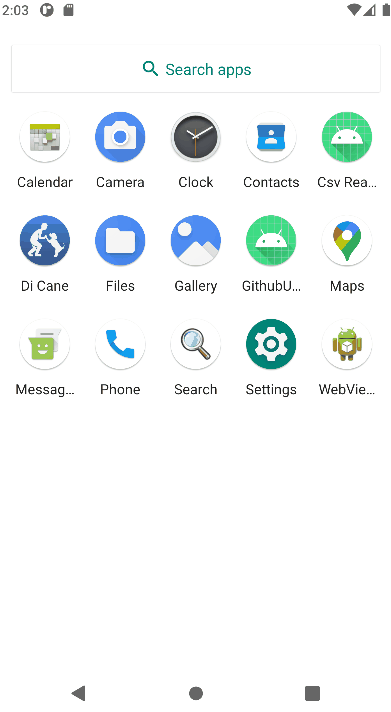 2:03
Search apps
Calendar Camera Clock Contacts Csv Rea...
Di Cane Files Gallery GithubU... Maps
Messag... Phone Search Settings WebVie...